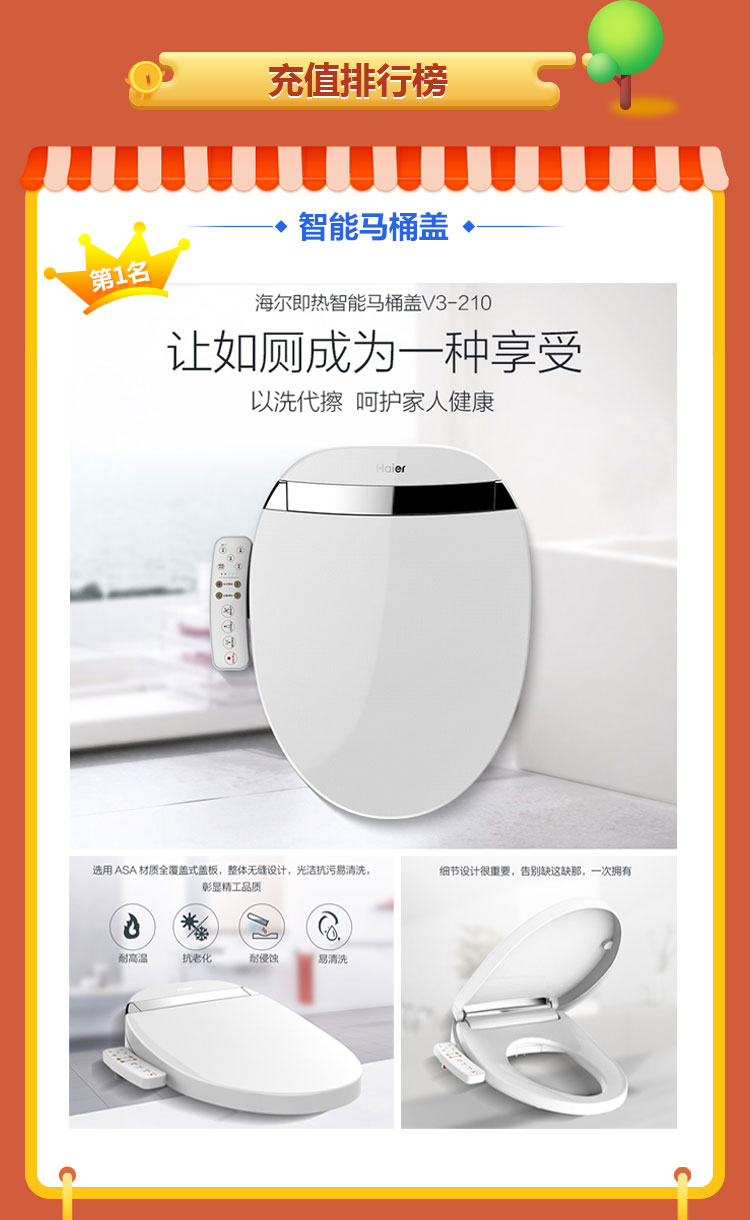 充值排行榜
智能马桶盖
第1名
海尔即热智能马桶盖V3-210
让如厕成为一种享受
以洗代擦 呵护家人健康
Haier
选用 ASA 材质全覆盖式盖板，整体无缝设计，光洁抗污易清洗，
彰显精工品质
耐高温 抗老化 耐侵蚀 易清洗
细节设计很重要，告别缺这缺那，一次拥有